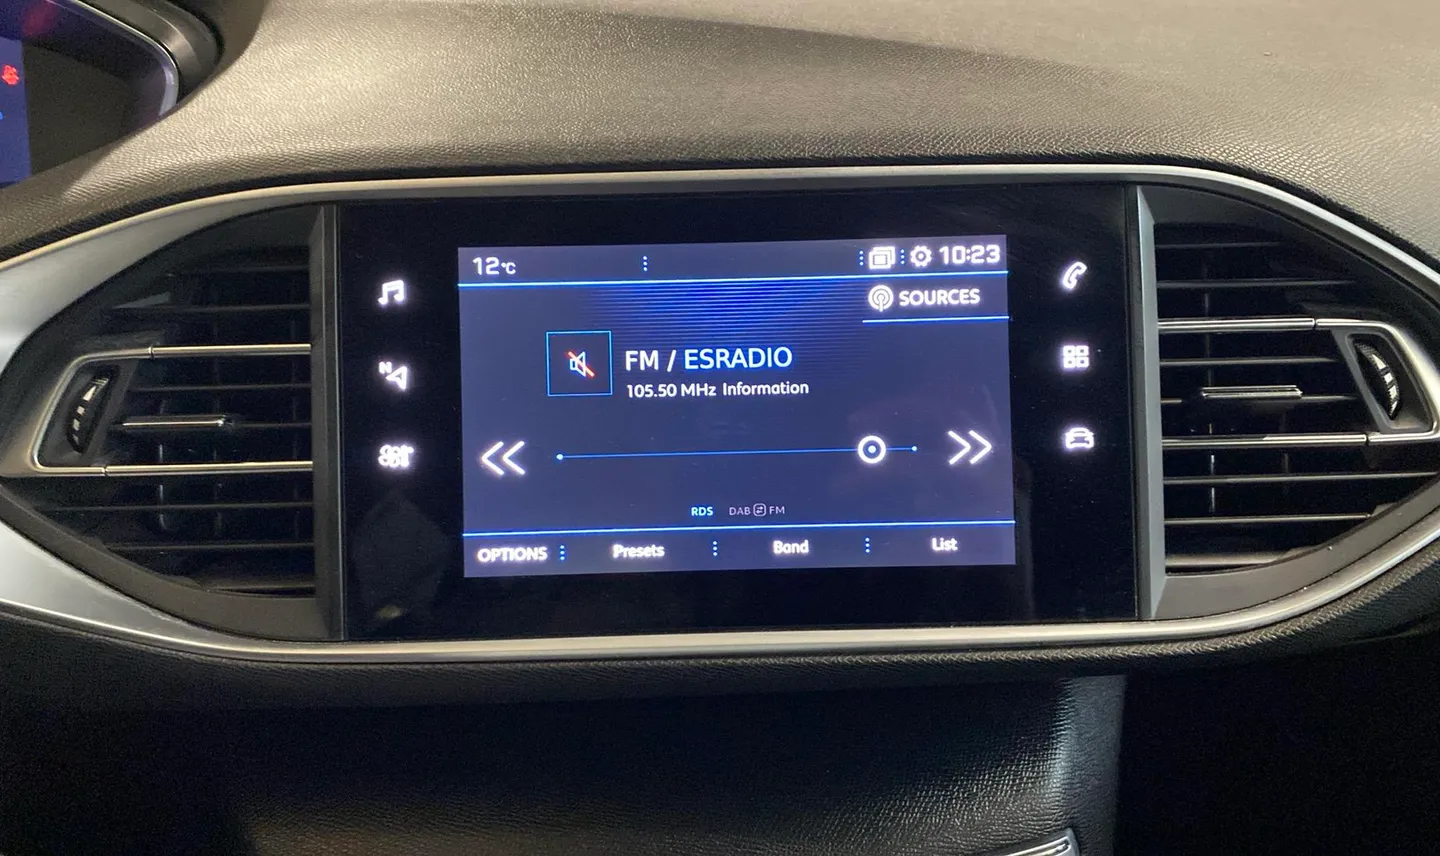 12°C 10:23
SOURCES
FM / ESRADIO
105.50 MHz Information
RDS DAB FM
OPTIONS Presets Band List
N